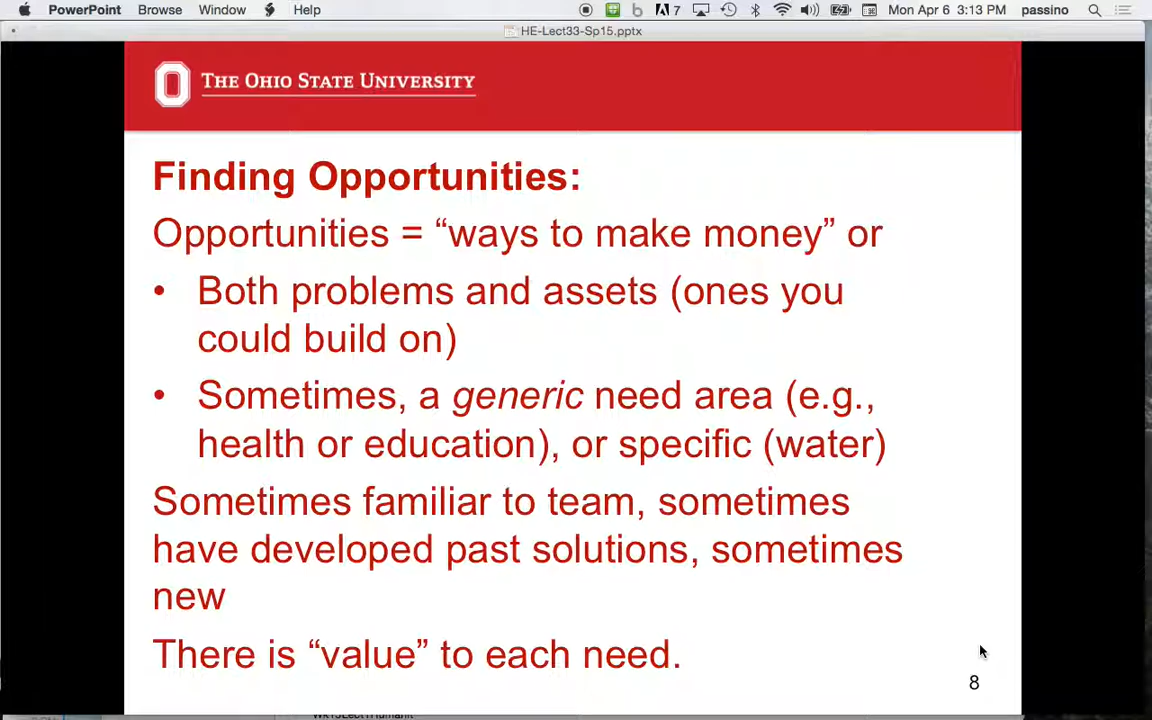 PowerPoint Browse Window Help 7 Mon Apr 6 3:13 PM passino
HE-Lect33-Sp15.pptx
THE OHIO STATE UNIVERSITY
Finding Opportunities:
Opportunities = “ways to make money” or
• Both problems and assets (ones you
could build on)
• Sometimes, a generic need area (e.g.,
health or education), or specific (water)
Sometimes familiar to team, sometimes
have developed past solutions, sometimes
new
There is “value” to each need.
8